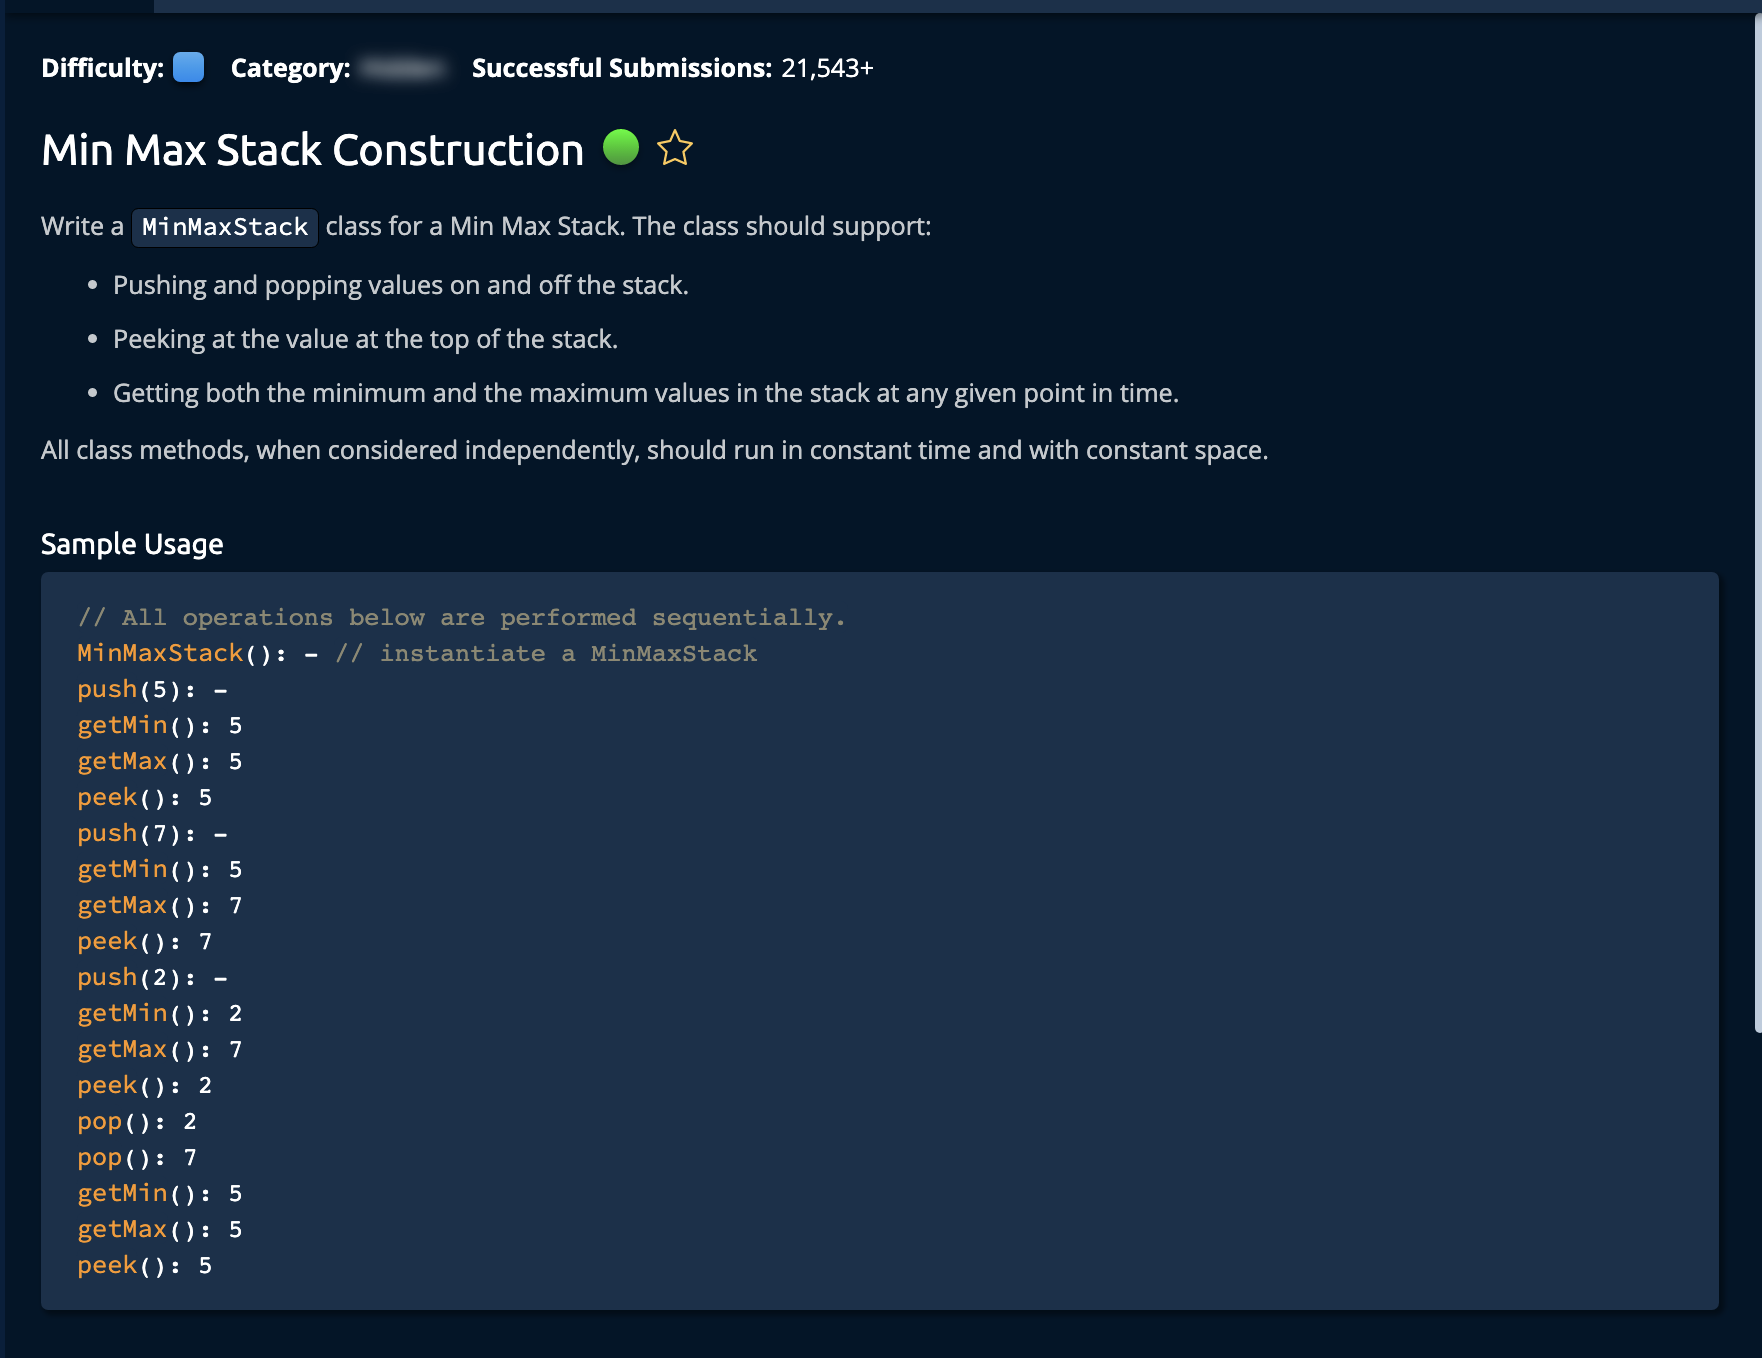 Difficulty: Category: Successful Submissions: 21,543+
Min Max Stack Construction
Write a MinMaxStack class for a Min Max Stack. The class should support:
• Pushing and popping values on and off the stack.
• Peeking at the value at the top of the stack.
• Getting both the minimum and the maximum values in the stack at any given point in time.
All class methods, when considered independently, should run in constant time and with constant space.
Sample Usage
// All operations below are performed sequentially.
MinMaxStack(): - // instantiate a MinMaxStack
push(5): -
getMin(): 5
getMax(): 5
peek(): 5
push(7): -
getMin(): 5
getMax(): 7
peek(): 7
push(2): -
getMin(): 2
getMax(): 7
peek(): 2
pop(): 2
pop(): 7
getMin(): 5
getMax(): 5
peek(): 5